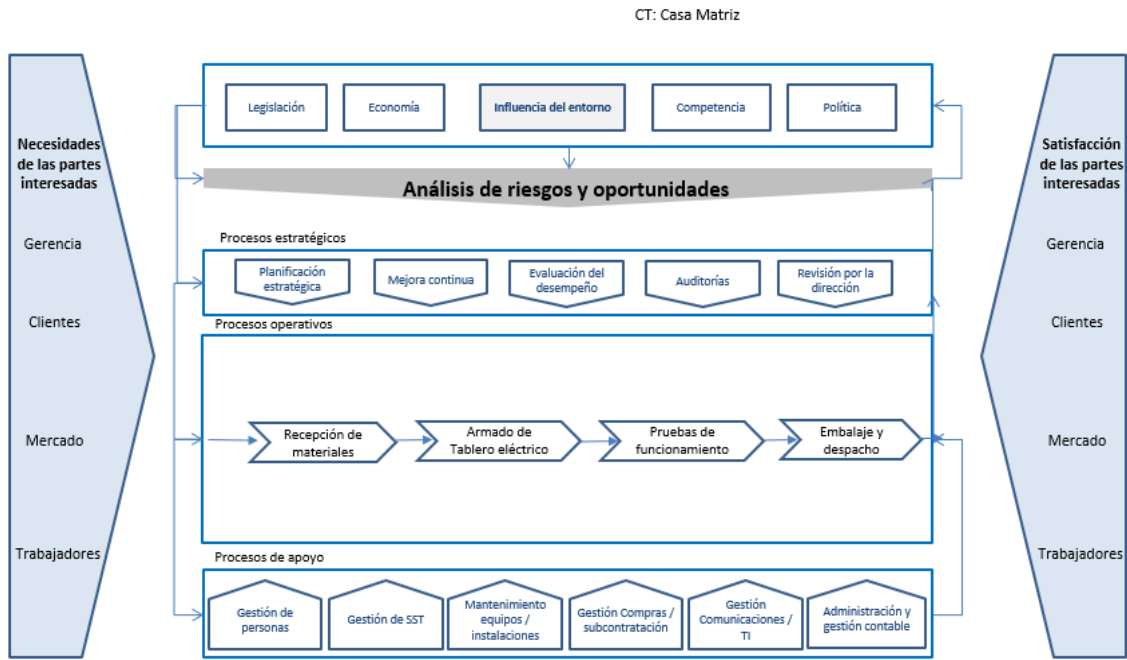 CT: Casa Matriz
Necesidades
de las partes
interesadas
Gerencia
Clientes
Mercado
Trabajadores
Legislación
Economía
Influencia del entorno
Competencia
Política
Análisis de riesgos y oportunidades
Procesos estratégicos
Planificación
estratégica
Mejora continua
Evaluación del
desempeño
Auditorías
Revisión por la
dirección
Procesos operativos
Recepción de
materiales
Armado de
Tablero eléctrico
Pruebas de
funcionamiento
Embalaje y
despacho
Procesos de apoyo
Gestión de
personas
Gestión de SST
Mantenimiento
equipos /
instalaciones
Gestión Compras /
subcontratación
Gestión
Comunicaciones /
TI
Administración y
gestión contable
Satisfacción
de las partes
interesadas
Gerencia
Clientes
Mercado
Trabajadores